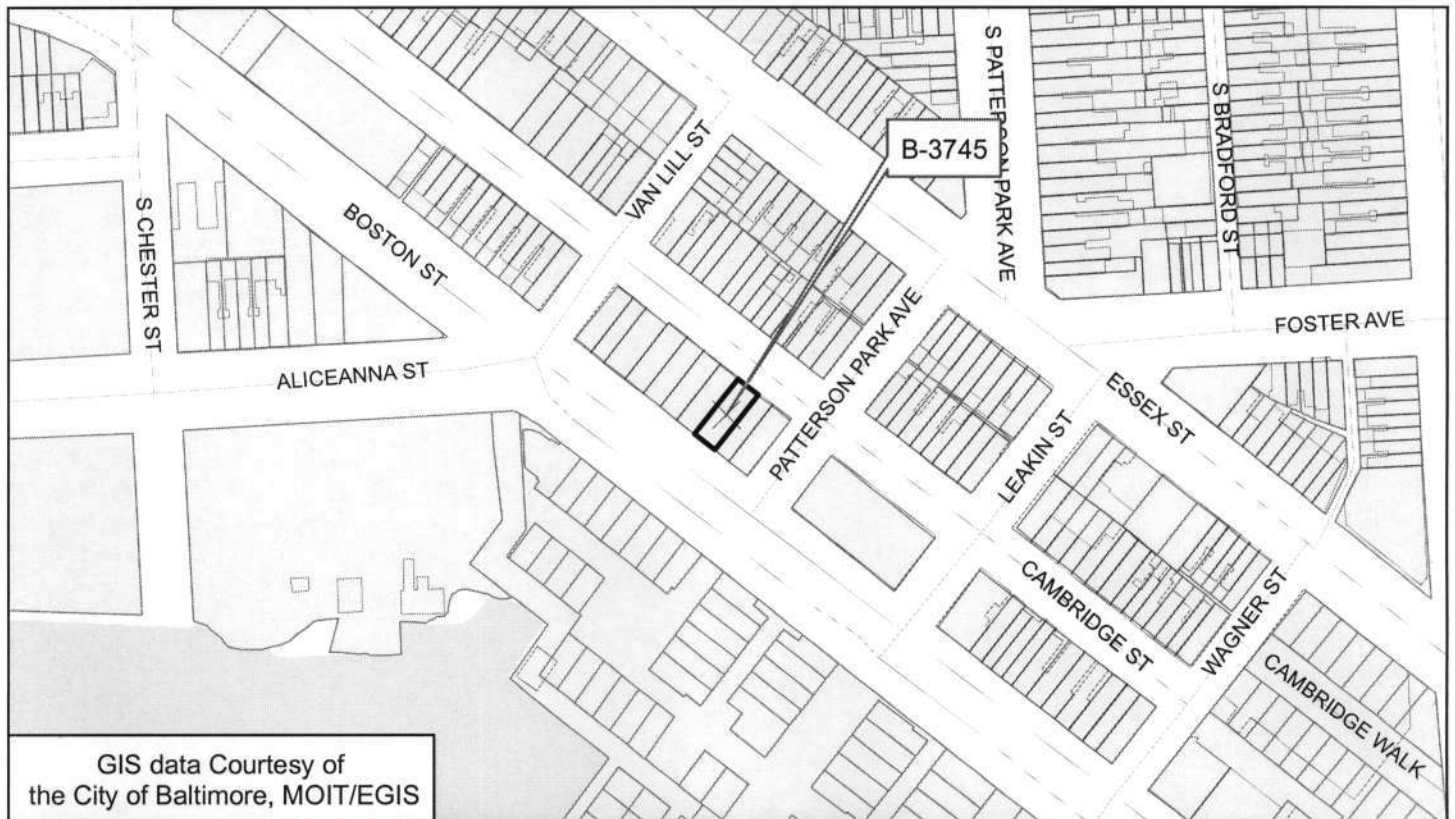 S PATTERSON PARK AVE
S BRADFORD ST
B-3745
VAN LILL ST
S CHESTER ST
BOSTON ST
PATTERSON PARK AVE
FOSTER AVE
ALICEANNA ST
ESSEX ST
LEAKIN ST
CAMBRIDGE ST
WAGNER ST
CAMBRIDGE WALK
GIS data Courtesy of
the City of Baltimore, MOIT/EGIS